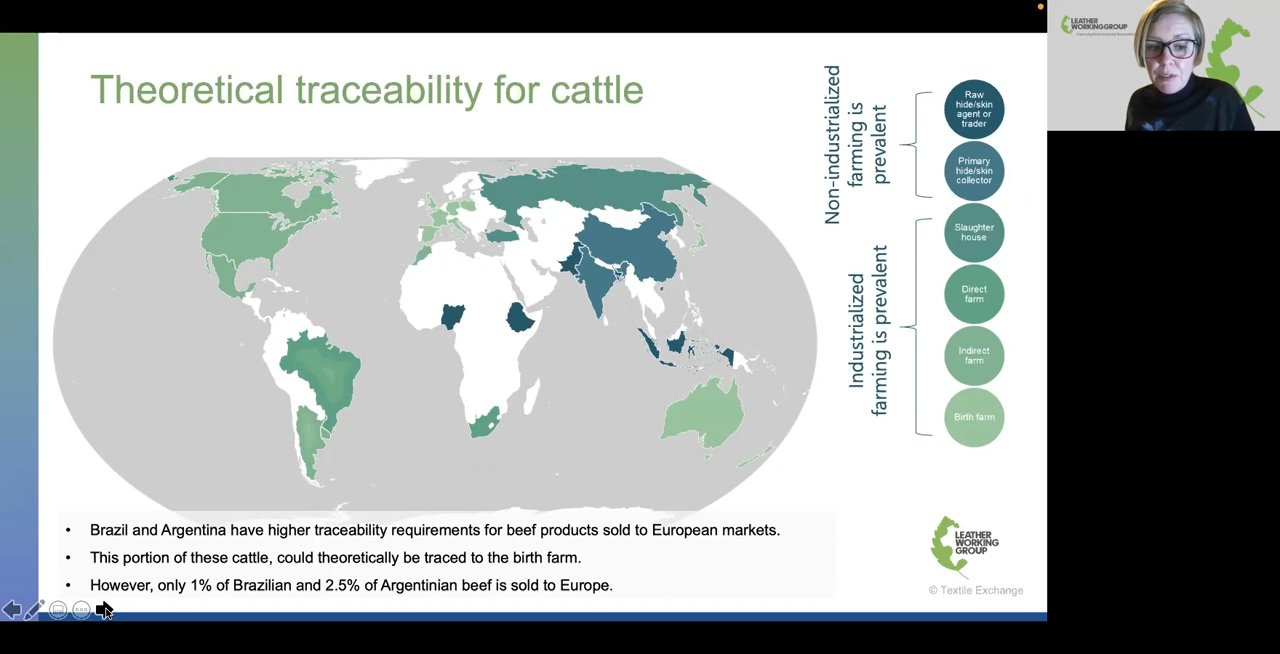 Theoretical traceability for cattle
Non-industrialized
farming is
prevalent
Raw
hide/skin
agent or
trader
Primary
hide/skin
collector
Industrialized
farming is prevalent
Slaughter
house
Direct
farm
Indirect
farm
Birth farm
• Brazil and Argentina have higher traceability requirements for beef products sold to European markets.
• This portion of these cattle, could theoretically be traced to the birth farm.
• However, only 1% of Brazilian and 2.5% of Argentinian beef is sold to Europe.
LEATHER
WORKING
GROUP
© Textile Exchange
LEATHER
WORKINGGROUP